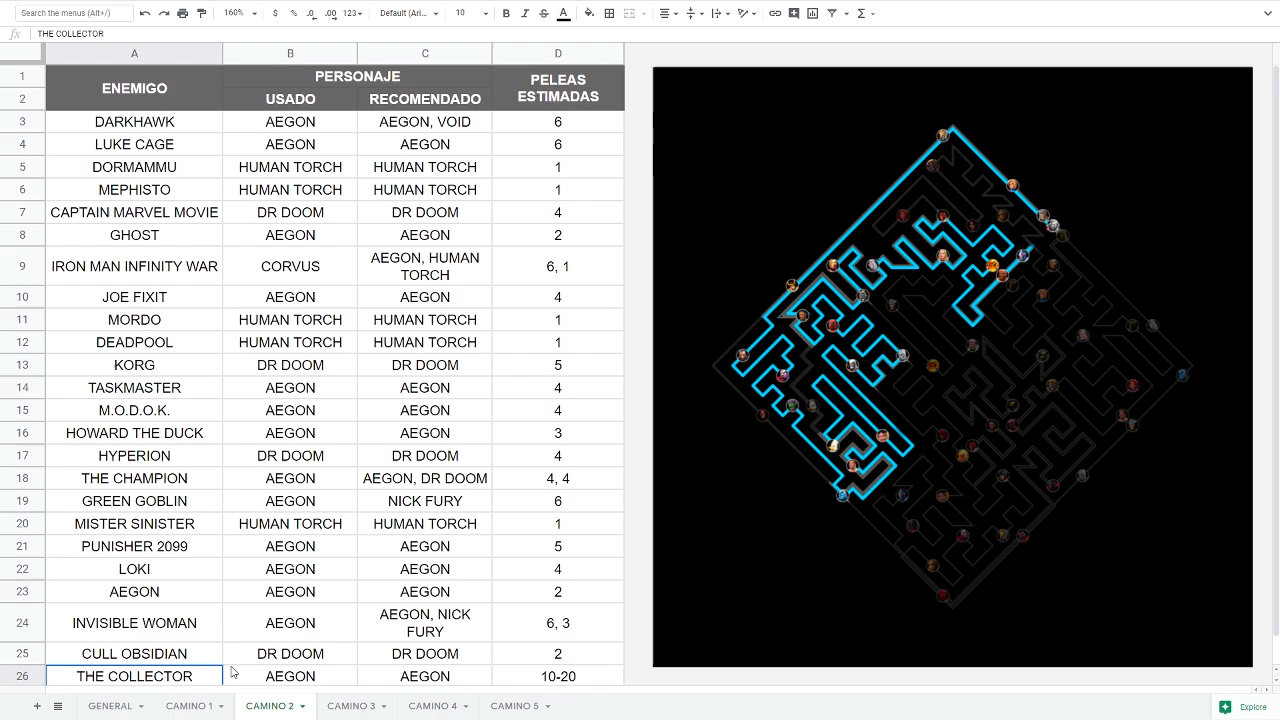 Search the menus (Alt+/)
160%
$
%
.0
.00
123
Default (Ari...
10
B
I
S
A
fx
THE COLLECTOR
A
B
C
D
1
2
ENEMIGO
PERSONAJE
PELEAS ESTIMADAS
USADO
RECOMENDADO
3 DARKHAWK AEGON AEGON, VOID 6
4 LUKE CAGE AEGON AEGON 6
5 DORMAMMU HUMAN TORCH HUMAN TORCH 1
6 MEPHISTO HUMAN TORCH HUMAN TORCH 1
7 CAPTAIN MARVEL MOVIE DR DOOM DR DOOM 4
8 GHOST AEGON AEGON 2
9 IRON MAN INFINITY WAR CORVUS AEGON, HUMAN TORCH 6, 1
10 JOE FIXIT AEGON AEGON 4
11 MORDO HUMAN TORCH HUMAN TORCH 1
12 DEADPOOL HUMAN TORCH HUMAN TORCH 1
13 KORG DR DOOM DR DOOM 5
14 TASKMASTER AEGON AEGON 4
15 M.O.D.O.K. AEGON AEGON 4
16 HOWARD THE DUCK AEGON AEGON 3
17 HYPERION DR DOOM DR DOOM 4
18 THE CHAMPION AEGON AEGON, DR DOOM 4, 4
19 GREEN GOBLIN AEGON NICK FURY 6
20 MISTER SINISTER HUMAN TORCH HUMAN TORCH 1
21 PUNISHER 2099 AEGON AEGON 5
22 LOKI AEGON AEGON 4
23 AEGON AEGON AEGON 2
24 INVISIBLE WOMAN AEGON AEGON, NICK FURY 6, 3
25 CULL OBSIDIAN DR DOOM DR DOOM 2
26 THE COLLECTOR AEGON AEGON 10-20
GENERAL
CAMINO 1
CAMINO 2
CAMINO 3
CAMINO 4
CAMINO 5
Explore